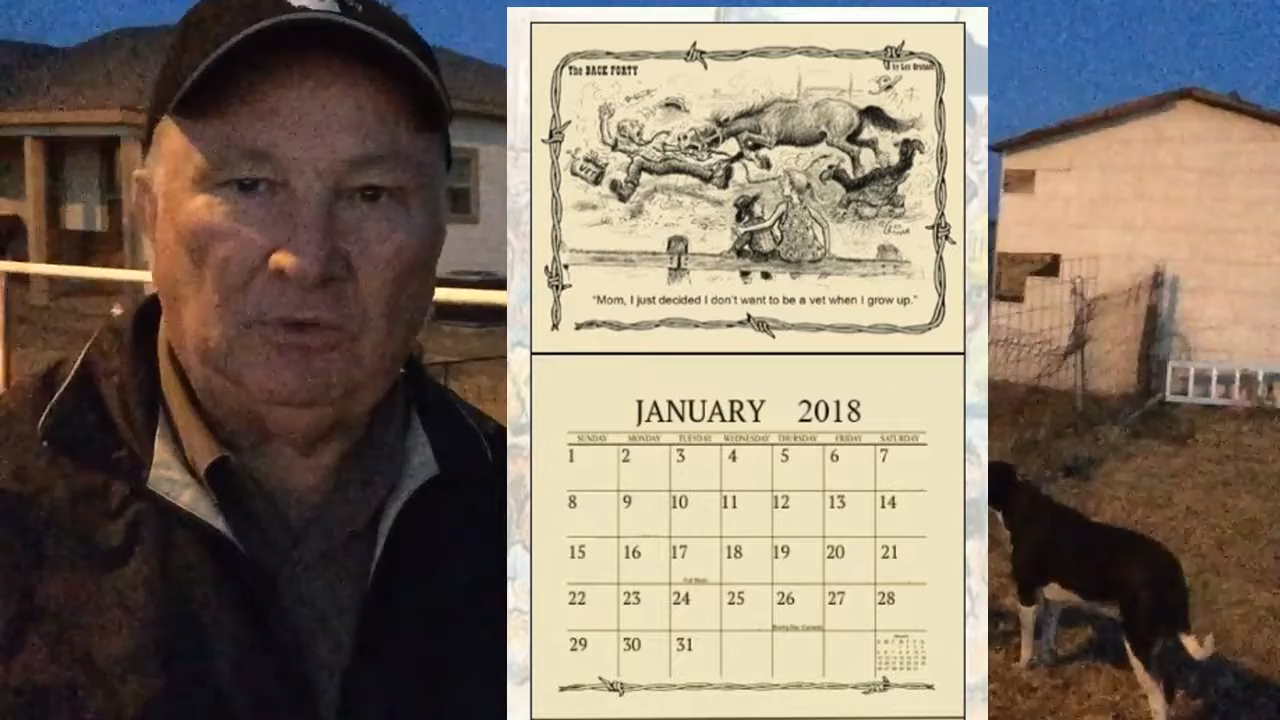 The BACK FORTY
VET
"Mom, I just decided I don't want to be a vet when I grow up."
JANUARY 2018
SUNDAY MONDAY TUESDAY WEDNESDAY THURSDAY FRIDAY SATURDAY
1 2 3 4 5 6 7
8 9 10 11 12 13 14
15 16 17 18 19 20 21
22 23 24 25 26 27 28
29 30 31